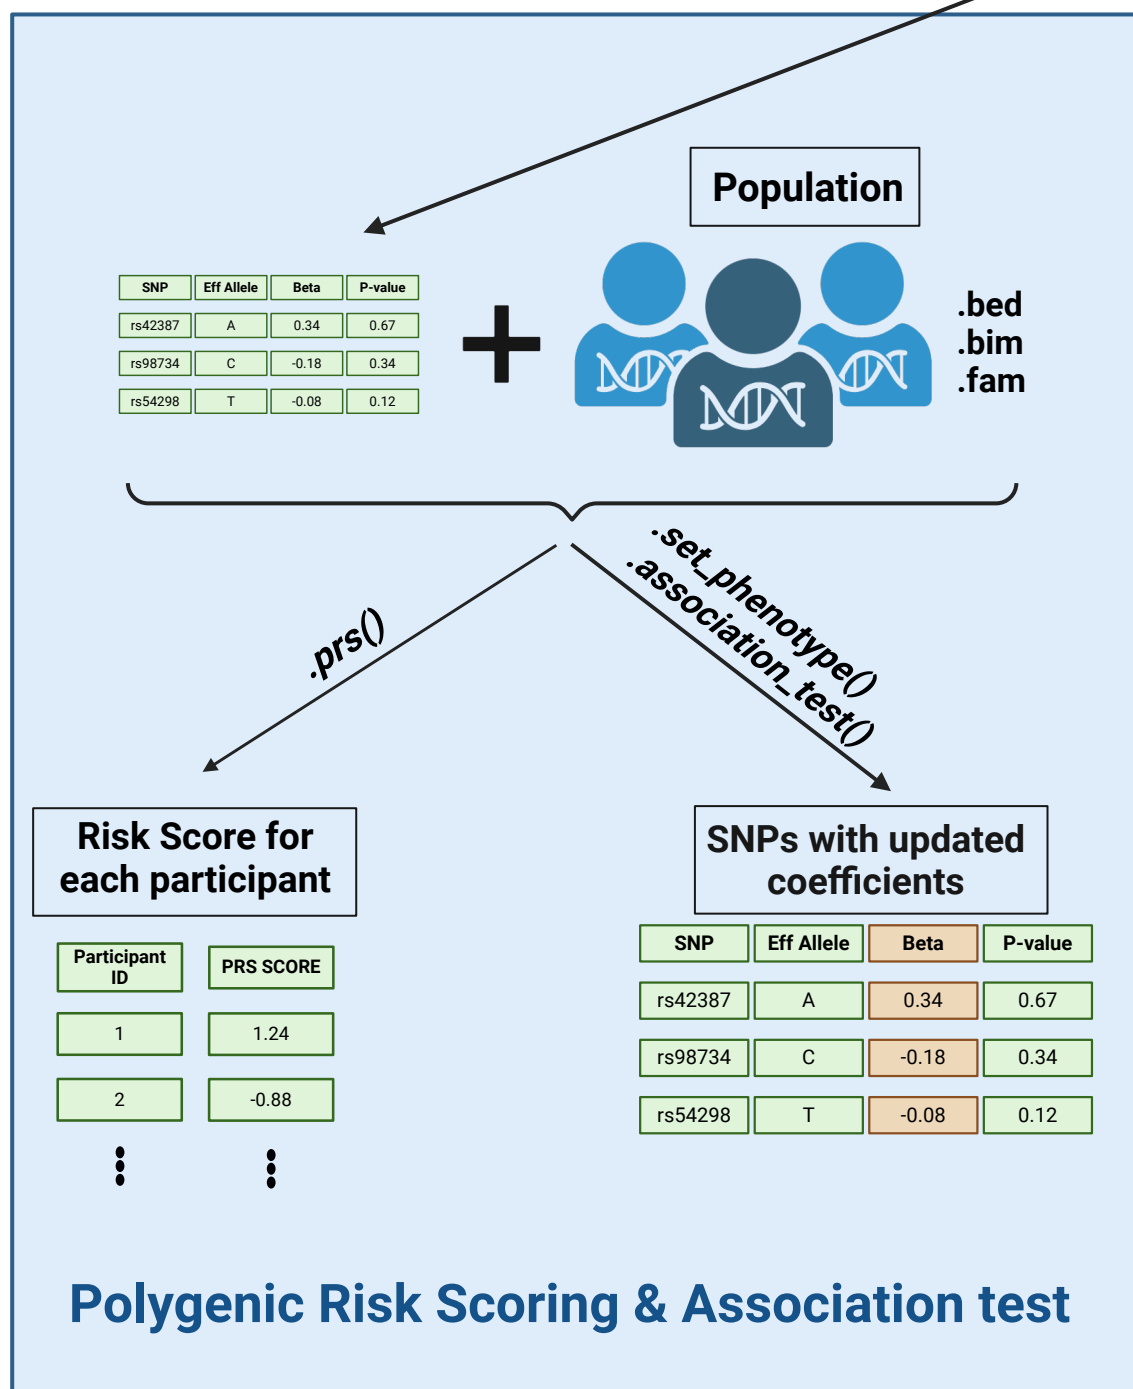 Population
SNP Eff Allele Beta P-value
rs42387 A 0.34 0.67
rs98734 C -0.18 0.34
rs54298 T -0.08 0.12
.bed
.bim
.fam
.prs()
.set_phenotype()
.association_test()
Risk Score for
each participant
Participant
ID
PRS SCORE
1 1.24
2 -0.88
SNPs with updated
coefficients
SNP Eff Allele Beta P-value
rs42387 A 0.34 0.67
rs98734 C -0.18 0.34
rs54298 T -0.08 0.12
Polygenic Risk Scoring & Association test